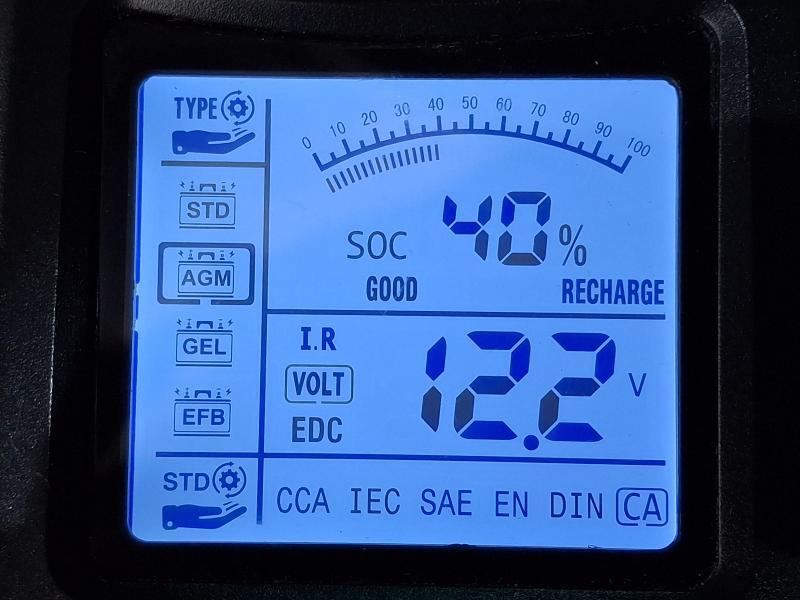 TYPE
STD
AGM
GEL
EFB
STD
0 10 20 30 40 50 60 70 80 90 100
SOC 40 %
GOOD RECHARGE
I.R
VOLT 12.2 V
EDC
CCA IEC SAE EN DIN CA